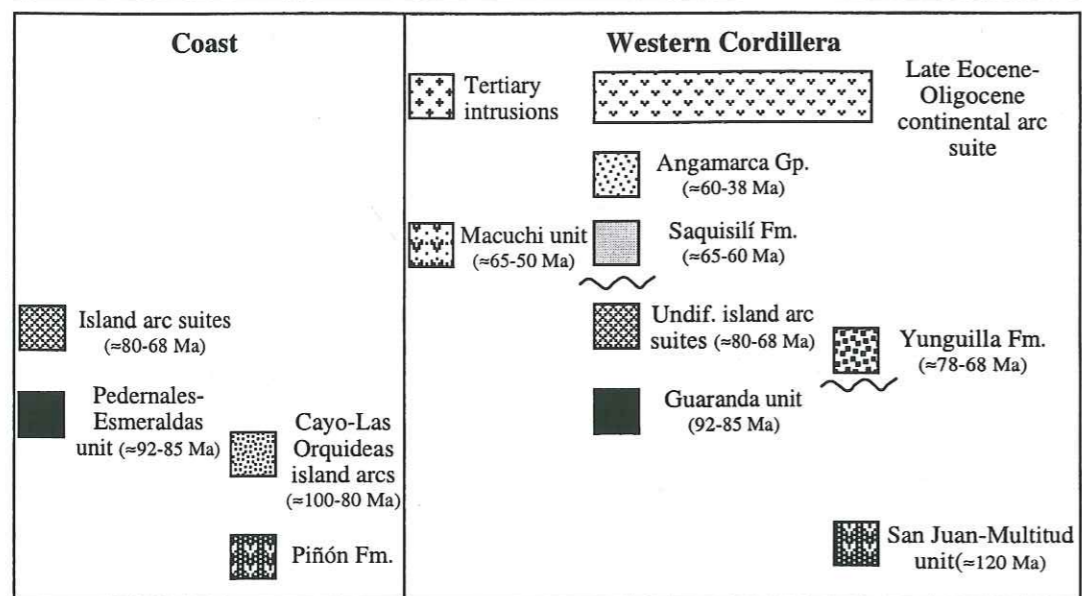 Coast
Island arc suites
(≈80-68 Ma)
Pedernales-
Esmeraldas
unit (≈92-85 Ma)
Cayo-Las
Orquideas
island arcs
(≈100-80 Ma)
Piñón Fm.
Western Cordillera
Tertiary
intrusions
Late Eocene-
Oligocene
continental arc
suite
Angamarca Gp.
(≈60-38 Ma)
Macuchi unit
(≈65-50 Ma)
Saquisilí Fm.
(≈65-60 Ma)
Undif. island arc
suites (≈80-68 Ma)
Yunguilla Fm.
(≈78-68 Ma)
Guaranda unit
(92-85 Ma)
San Juan-Multitud
unit(≈120 Ma)